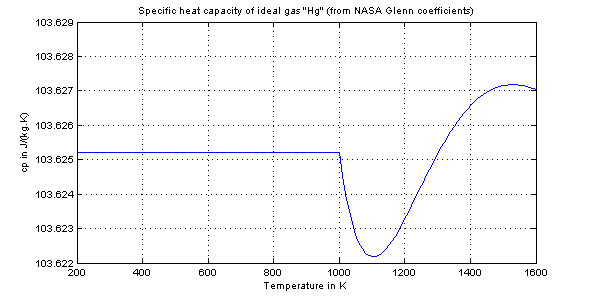 Specific heat capacity of ideal gas "Hg" (from NASA Glenn coefficients)
103.629
103.628
103.627
103.626
103.625
103.624
103.623
103.622
cp in J/(kg.K)
200 400 600 800 1000 1200 1400 1600
Temperature in K